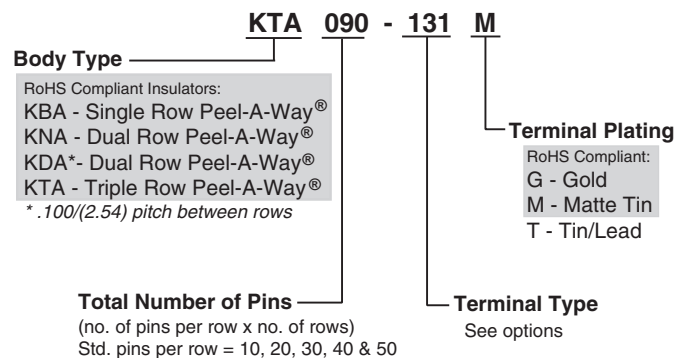 KTA 090 - 131 M
Body Type
RoHS Compliant Insulators:
KBA - Single Row Peel-A-Way®
KNA - Dual Row Peel-A-Way®
KDA*- Dual Row Peel-A-Way®
KTA - Triple Row Peel-A-Way®
* .100/(2.54) pitch between rows
Terminal Plating
RoHS Compliant:
G - Gold
M - Matte Tin
T - Tin/Lead
Total Number of Pins
(no. of pins per row x no. of rows)
Std. pins per row = 10, 20, 30, 40 & 50
Terminal Type
See options